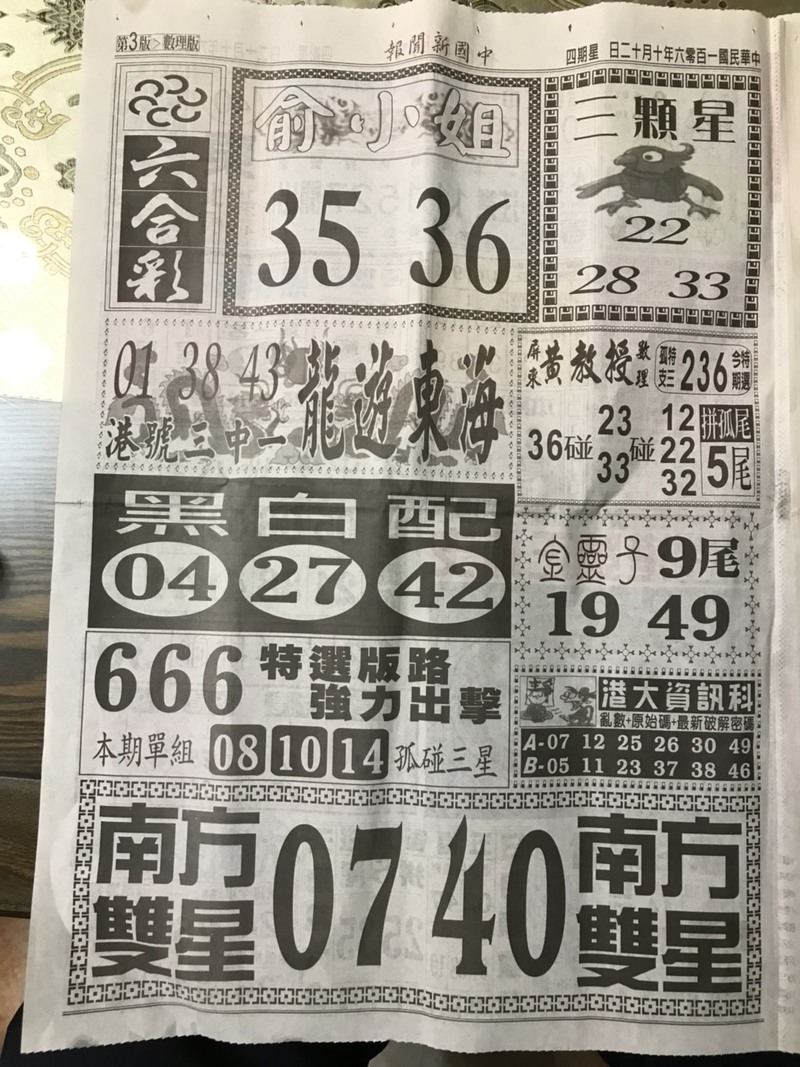 第3版＞數理版
報聞新國中
中華民國一百零六年十月十二日 星期四
六合彩
俞小姐
35 36
三顆星
22
28 33
01 38 43
港號三中一
龍遊東海
屏東黃教授數理
孤特支三 236 今特期選
36碰 23 33 碰 12 22 32
拼孤尾
5尾
黑白配
04 27 42
金靈子 9尾
19 49
666 特選版路
強力出擊
本期單組 08 10 14 孤碰三星
港大資訊科
亂數+原始碼+最新破解密碼
A-07 12 25 26 30 49
B-05 11 23 37 38 46
南方雙星
07 40
南方雙星